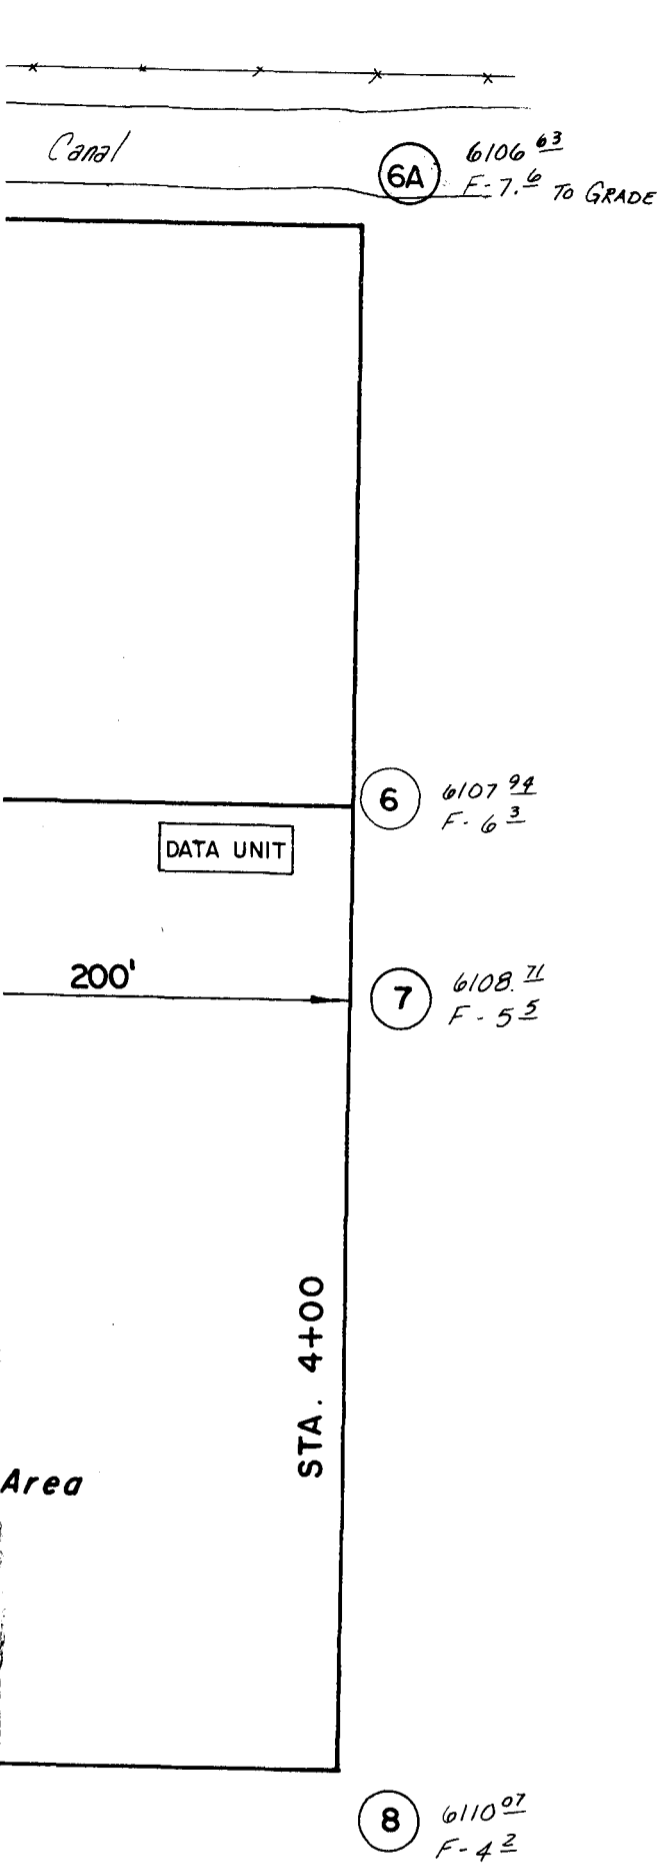 Canal
6A
6106 63
F-7.6 TO GRADE
6
6107 94
F-6 3
DATA UNIT
200'
7
6108.71
F-5 5
STA. 4+00
Area
8
6110 07
F-4 2